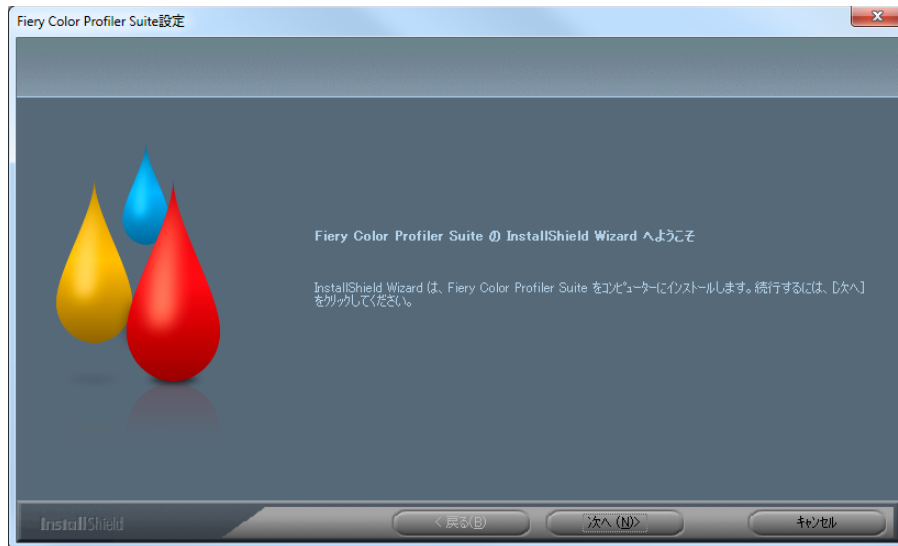 Fiery Color Profiler Suite設定
Fiery Color Profiler Suite の InstallShield Wizard へようこそ
InstallShield Wizard は、Fiery Color Profiler Suite をコンピューターにインストールします。続行するには、[次へ]
をクリックしてください。
InstallShield
< 戻る(B)
次へ (N)>
キャンセル